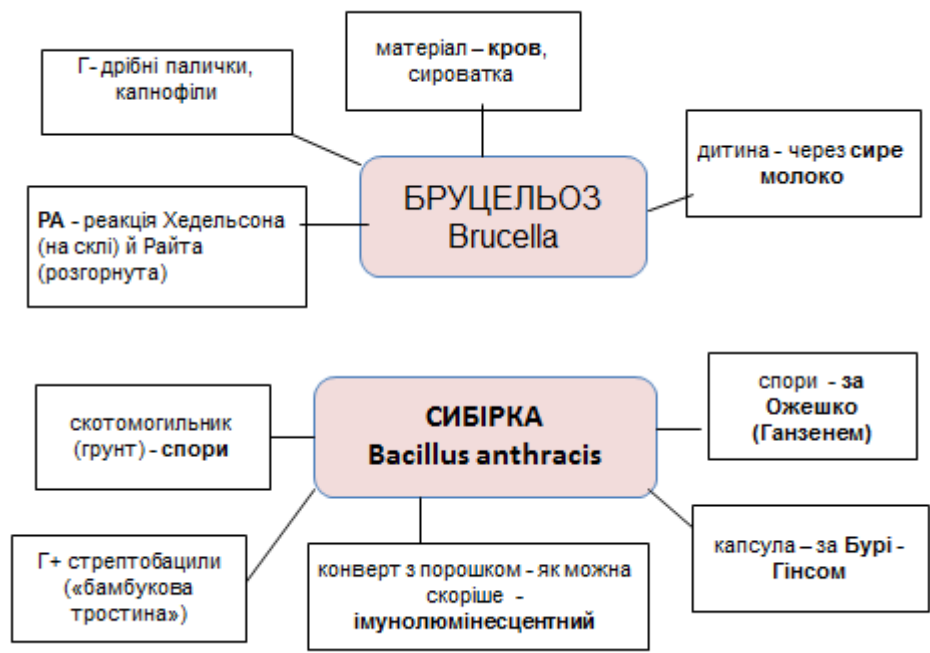 матеріал – кров,
сироватка
Г- дрібні палички,
капнофіли
дитина - через сире
молоко
БРУЦЕЛЬОЗ
Brucella
РА - реакція Хедельсона
(на склі) й Райта
(розгорнута)
спори - за
Ожешко
(Ганзенем)
скотомогильник
(грунт) - спори
СИБІРКА
Bacillus anthracis
Г+ стрептобацили
(«бамбукова
тростина»)
конверт з порошком - як можна
скоріше -
імунолюмінесцентний
капсула – за Бурі -
Гінсом